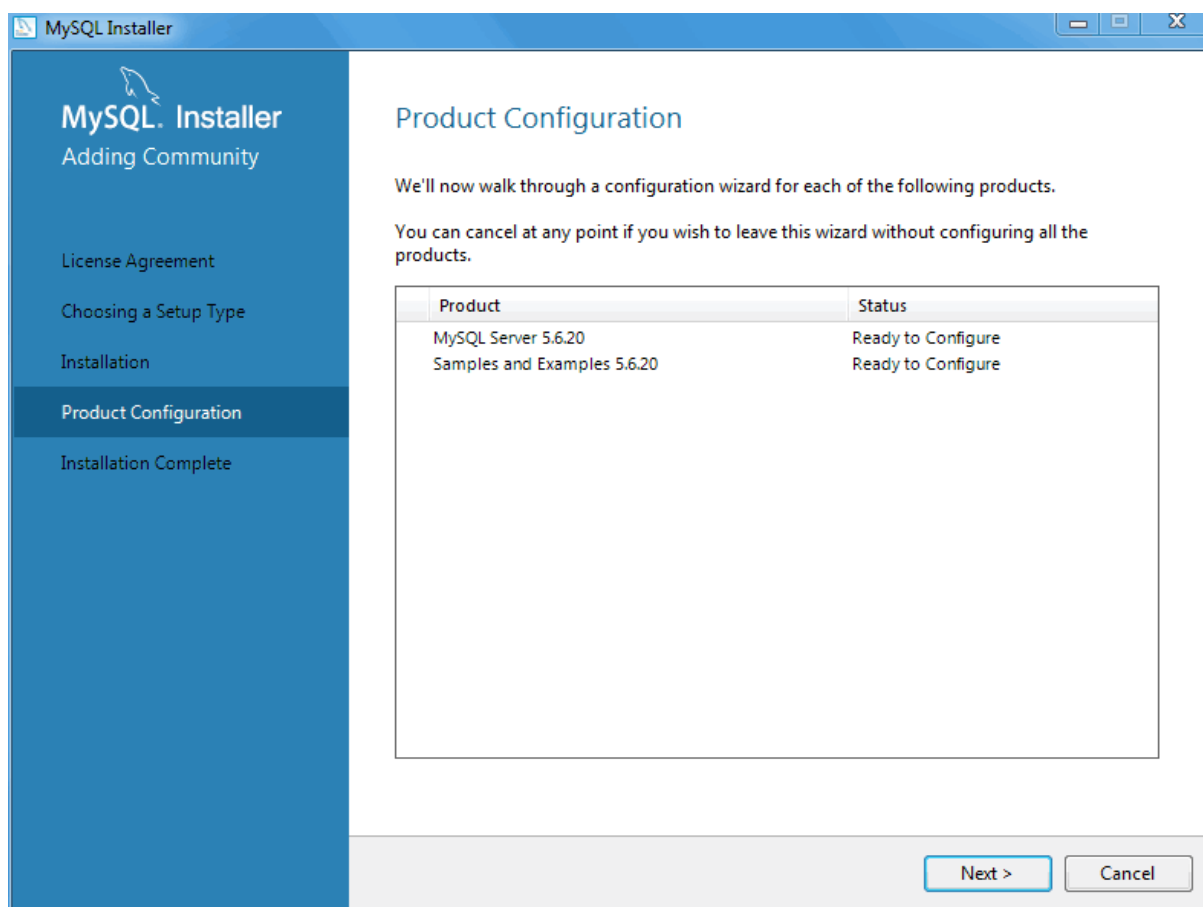 MySQL Installer
MySQL. Installer
Adding Community
License Agreement
Choosing a Setup Type
Installation
Product Configuration
Installation Complete
Product Configuration
We'll now walk through a configuration wizard for each of the following products.
You can cancel at any point if you wish to leave this wizard without configuring all the
products.
Product Status
MySQL Server 5.6.20 Ready to Configure
Samples and Examples 5.6.20 Ready to Configure
Next > Cancel